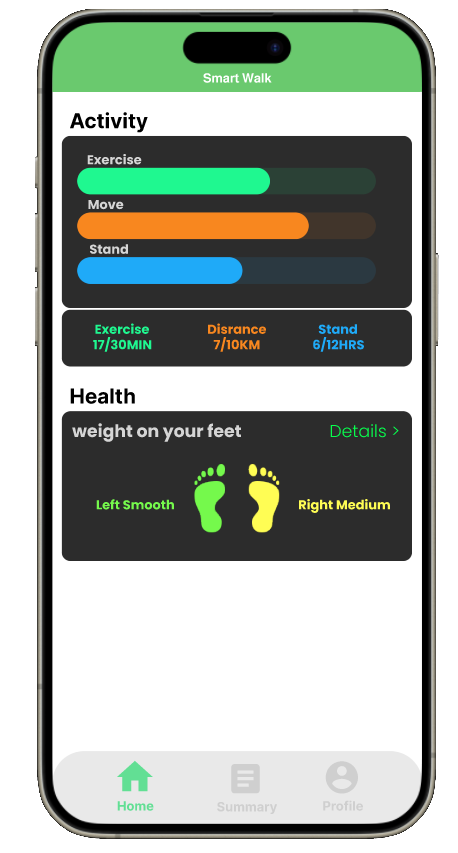 Smart Walk
Activity
Exercise
Move
Stand
Exercise Disrance Stand
17/30MIN 7/10KM 6/12HRS
Health
weight on your feet Details >
Left Smooth Right Medium
Home Summary Profile